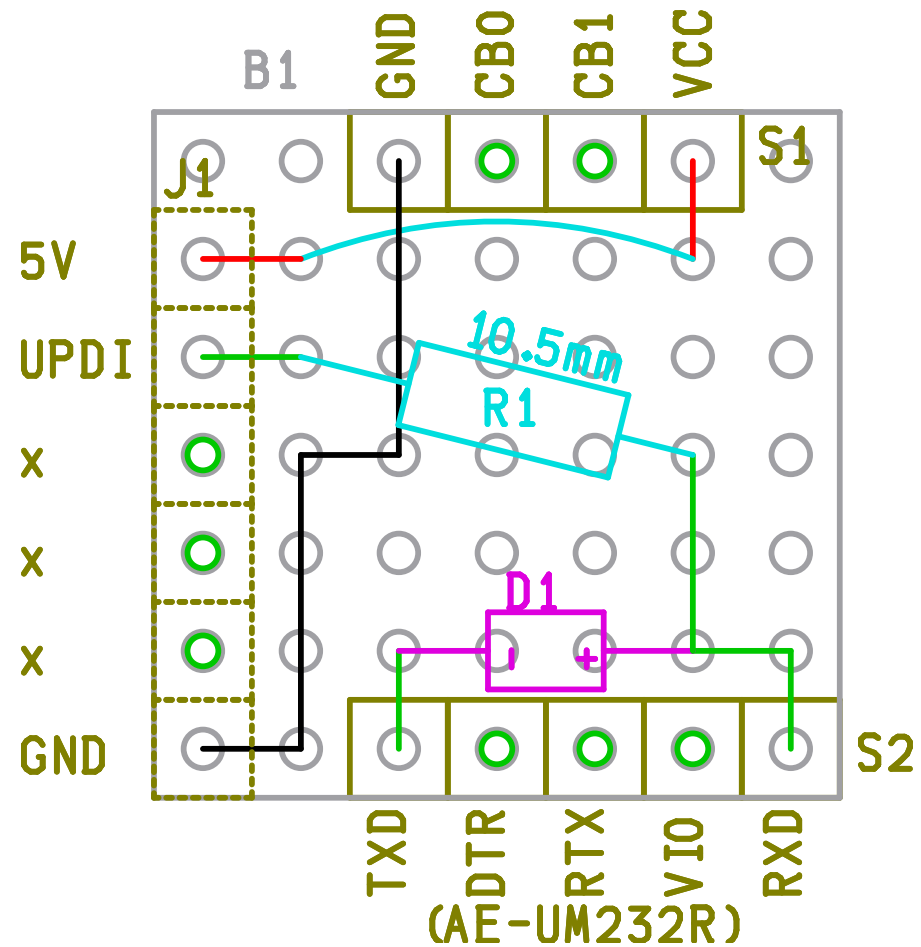 B1
GND
CB0
CB1
VCC
S1
J1
5V
UPDI
10.5mm
R1
x
x
D1
- +
x
GND
S2
TXD
DTR
RTX
VIO
RXD
(AE-UM232R)